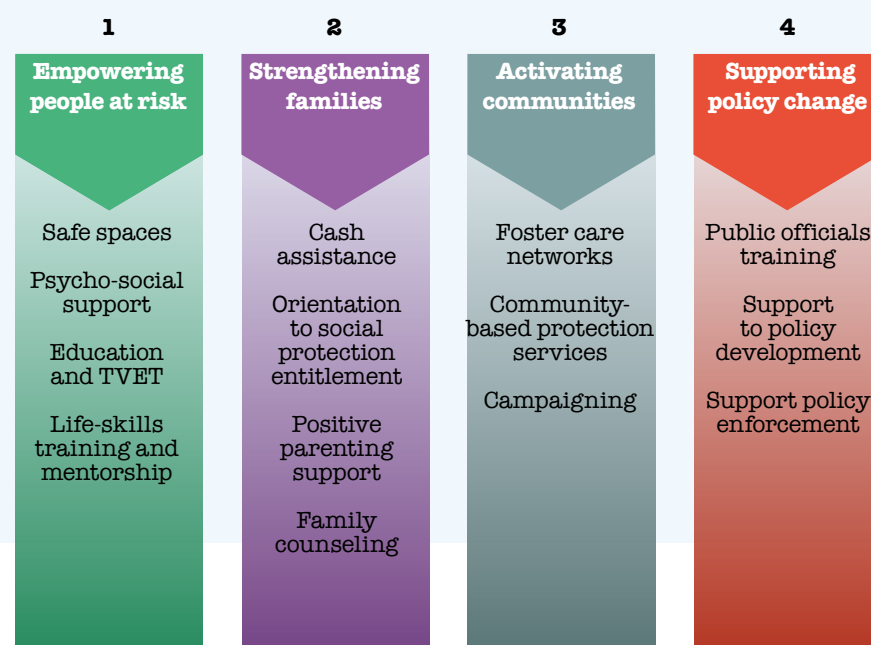 1
Empowering
people at risk
Safe spaces
Psycho-social
support
Education
and TVET
Life-skills
training and
mentorship
2
Strengthening
families
Cash
assistance
Orientation
to social
protection
entitlement
Positive
parenting
support
Family
counseling
3
Activating
communities
Foster care
networks
Community-
based protection
services
Campaigning
4
Supporting
policy change
Public officials
training
Support
to policy
development
Support policy
enforcement